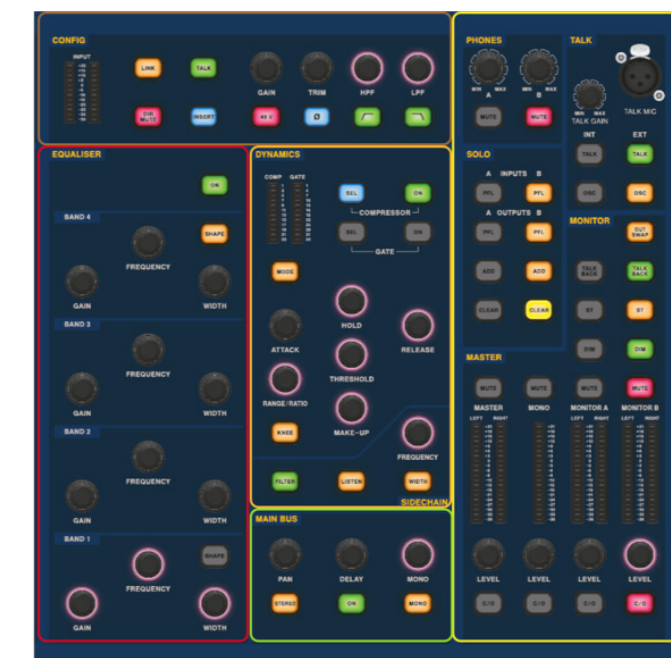 CONFIG
INPUT
LINK
TALK
GAIN
TRIM
HPF
LPF
DIR MUTE
INSERT
48 V
Ø
EQUALISER
ON
BAND 4
SHAPE
FREQUENCY
GAIN
WIDTH
BAND 3
FREQUENCY
GAIN
WIDTH
BAND 2
FREQUENCY
GAIN
WIDTH
BAND 1
SHAPE
FREQUENCY
GAIN
WIDTH
DYNAMICS
COMP GATE
SEL
ON
COMPRESSOR
SEL
ON
GATE
MODE
HOLD
ATTACK
RELEASE
THRESHOLD
RANGE/RATIO
KNEE
MAKE-UP
FREQUENCY
FILTER
LISTEN
WIDTH
SIDECHAIN
MAIN BUS
PAN
DELAY
MONO
STEREO
ON
MONO
PHONES
MIN MAX
MIN MAX
A
B
MUTE
MUTE
TALK
MIN MAX
TALK GAIN
TALK MIC
INT
EXT
TALK
TALK
OSC
OSC
SOLO
A INPUTS B
PFL
PFL
A OUTPUTS B
PFL
PFL
ADD
ADD
CLEAR
CLEAR
MONITOR
OUT SWAP
TALK BACK
TALK BACK
ST
ST
DIM
DIM
MASTER
MUTE
MUTE
MUTE
MUTE
MASTER
MONO
MONITOR A
MONITOR B
LEFT RIGHT
LEFT RIGHT
LEFT RIGHT
LEVEL
LEVEL
LEVEL
LEVEL
C/O
C/O
C/O
C/O